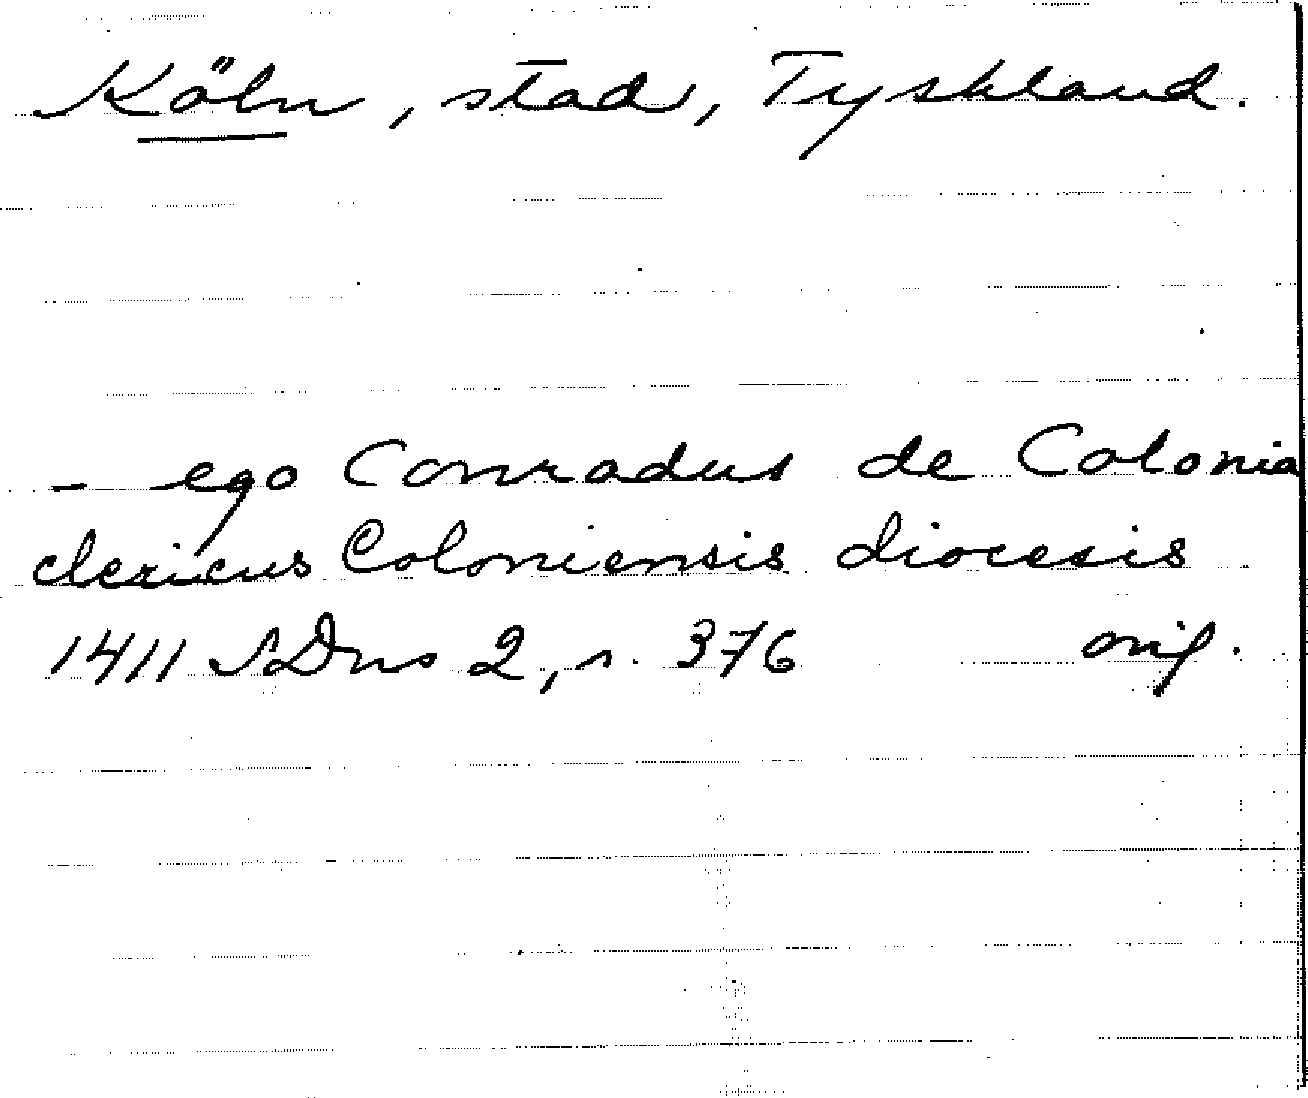 Köln, stad, Tyskland.
- ego Conradus de Colonia
clericus Coloniensis diocesis
1411 SDns 2, s. 376 orig.